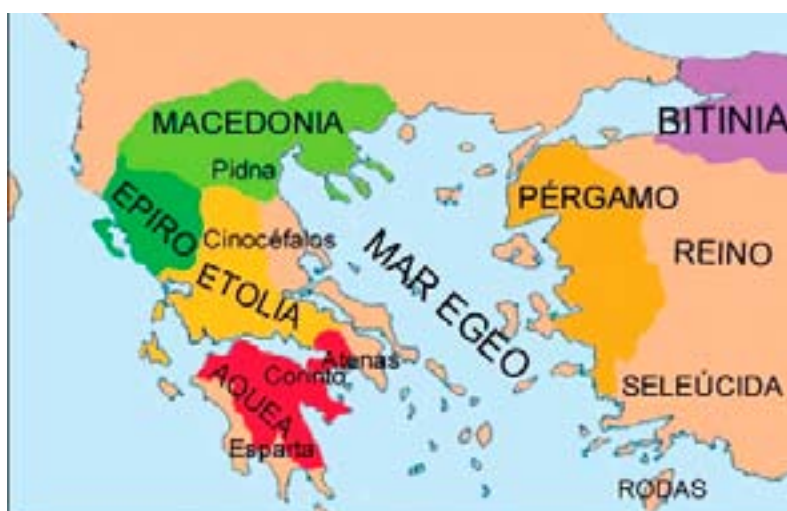 MACEDONIA
BITINIA
Pidna
PÉRGAMO
EPIRO
Cinocéfalos
MAR EGEO
REINO
ETOLIA
Atenas
Corinto
AQUEA
SELEÚCIDA
Esparta
RODAS